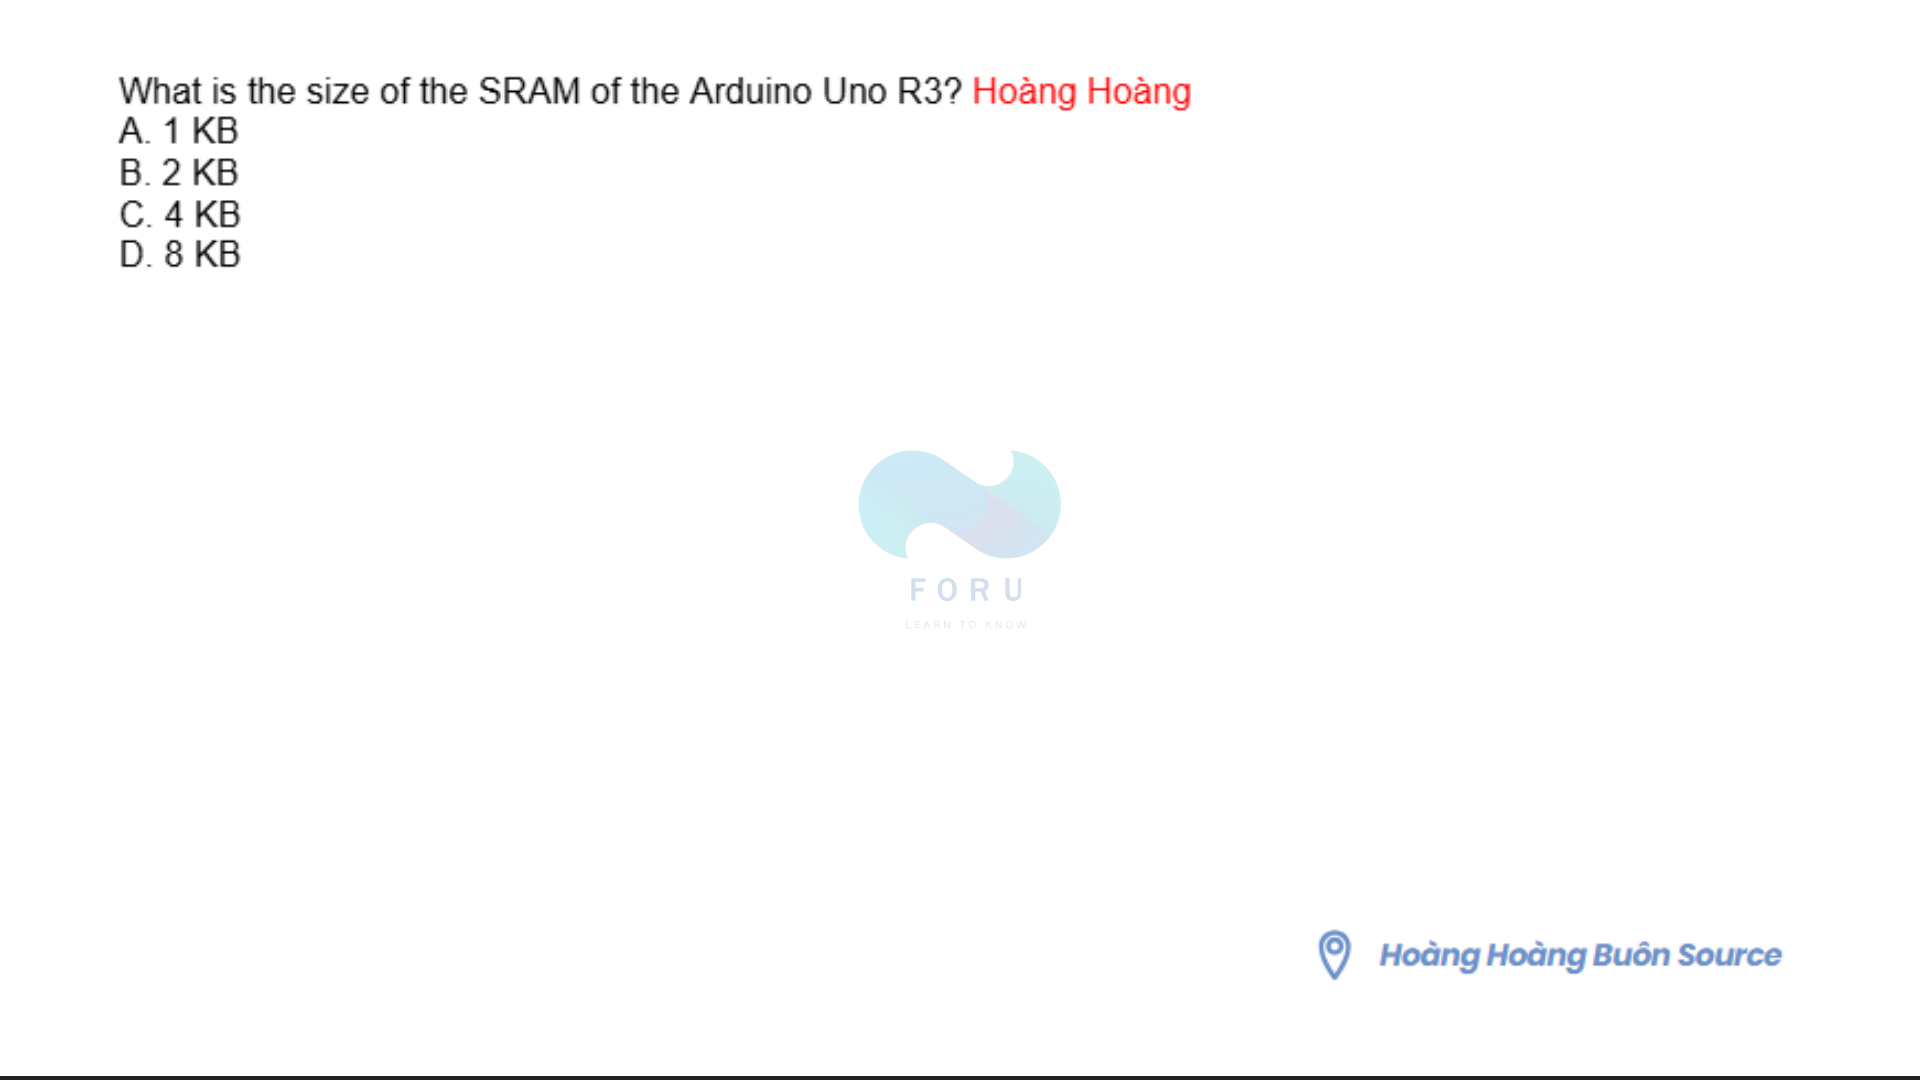 What is the size of the SRAM of the Arduino Uno R3? Hoàng Hoàng
A. 1 KB
B. 2 KB
C. 4 KB
D. 8 KB
FORU
LEARN TO KNOW
Hoàng Hoàng Buôn Source